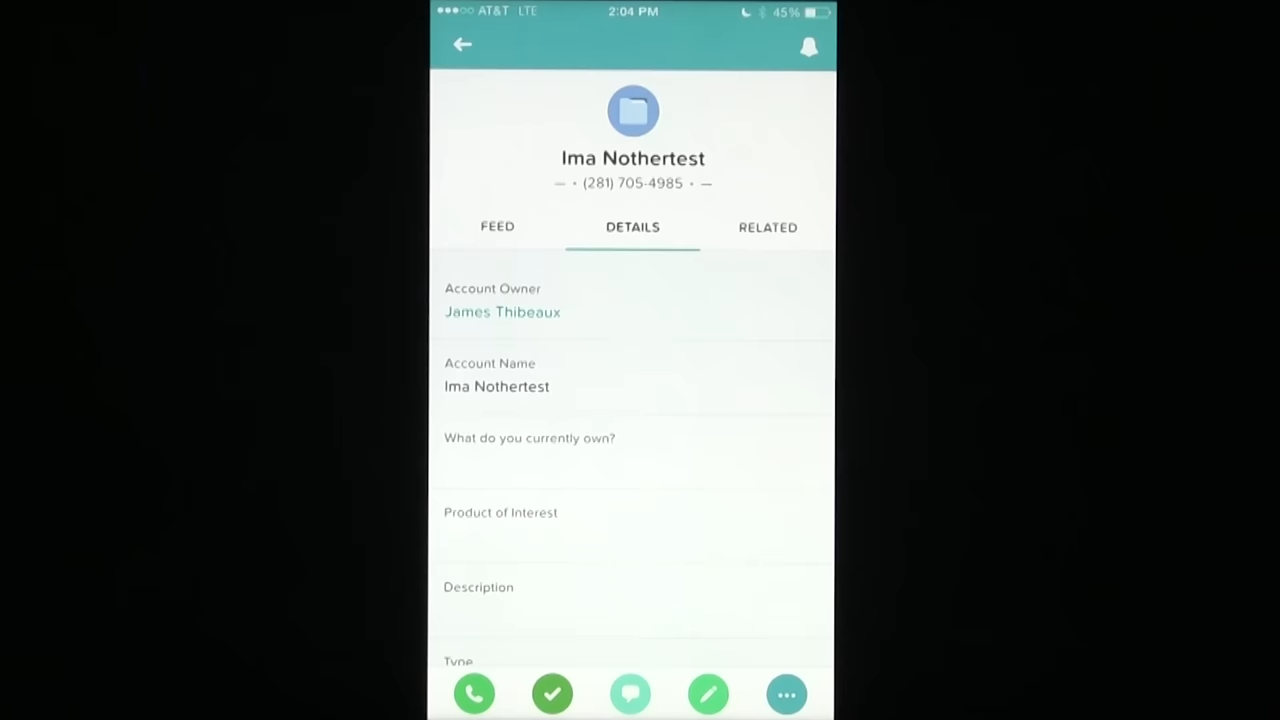 AT&T LTE 2:04 PM 45%
Ima Nothertest
— • (281) 705-4985 • —
FEED DETAILS RELATED
Account Owner
James Thibeaux
Account Name
Ima Nothertest
What do you currently own?
Product of Interest
Description
Type